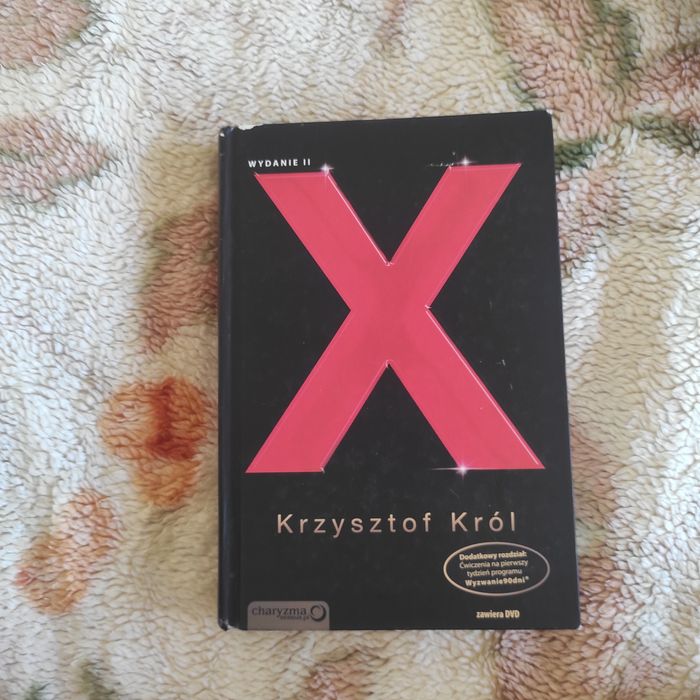 WYDANIE II
X
Krzysztof Król
Dodatkowy rozdział:
Ćwiczenia na pierwszy
tydzień programu
Wyzwanie90dni®
charyzma
zawiera DVD